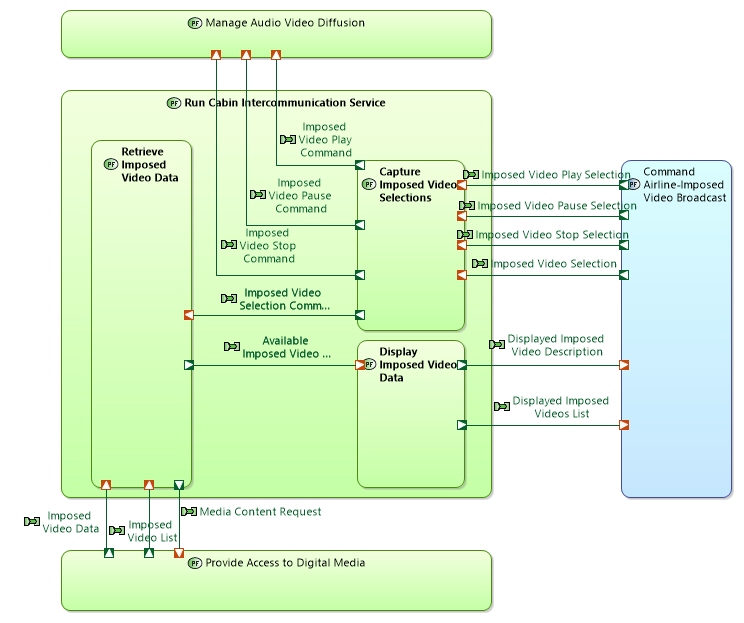 PF Manage Audio Video Diffusion
PF Run Cabin Intercommunication Service
Retrieve
PF Imposed
Video Data
Imposed
Video Play
Command
Imposed
Video Pause
Command
Imposed
Video Stop
Command
Imposed Video
Selection Comm...
Available
Imposed Video ...
Capture
PF Imposed Video
Selections
Display
PF Imposed Video
Data
Imposed Video Play Selection
Imposed Video Pause Selection
Imposed Video Stop Selection
Imposed Video Selection
Displayed Imposed
Video Description
Displayed Imposed
Videos List
Command
PF Airline-Imposed
Video Broadcast
Imposed
Video Data
Imposed
Video List
Media Content Request
PF Provide Access to Digital Media